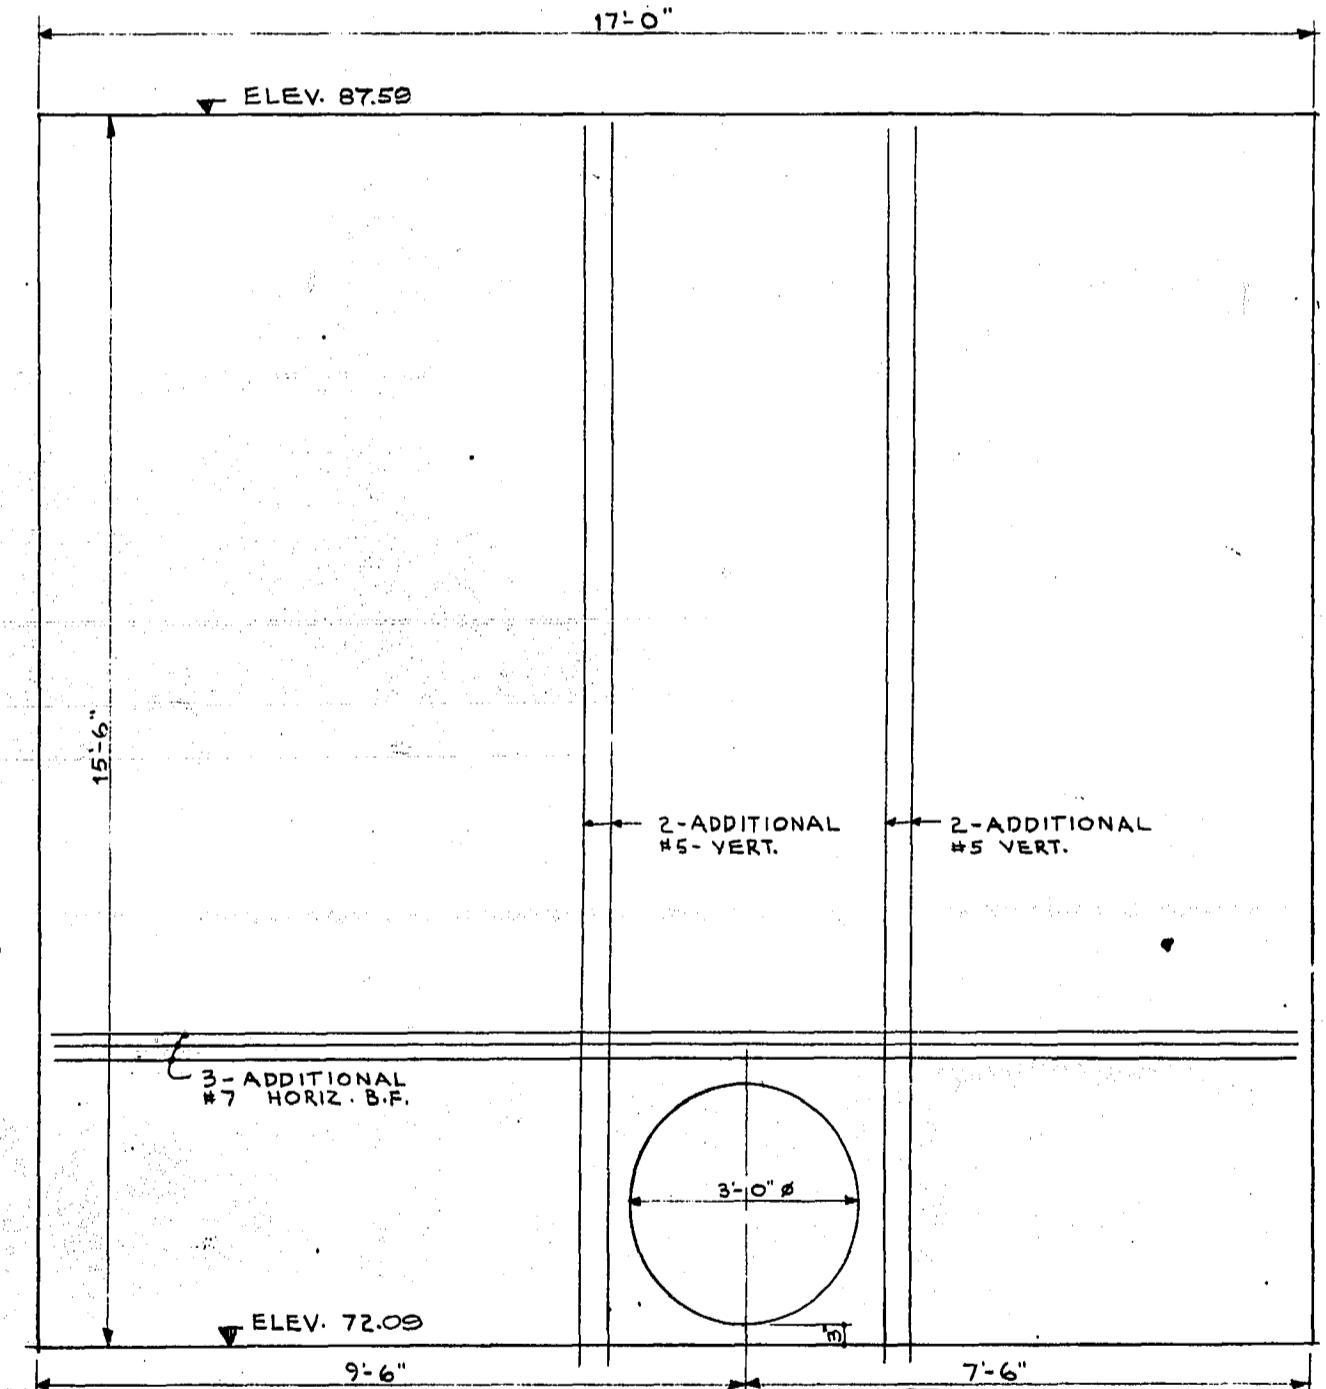 17'-0"
ELEV. 87.59
15'-6"
2-ADDITIONAL
#5- VERT.
2-ADDITIONAL
#5 VERT.
3-ADDITIONAL
#7 HORIZ. B.F.
3'-0" ø
ELEV. 72.09
3"
9'-6"
7'-6"